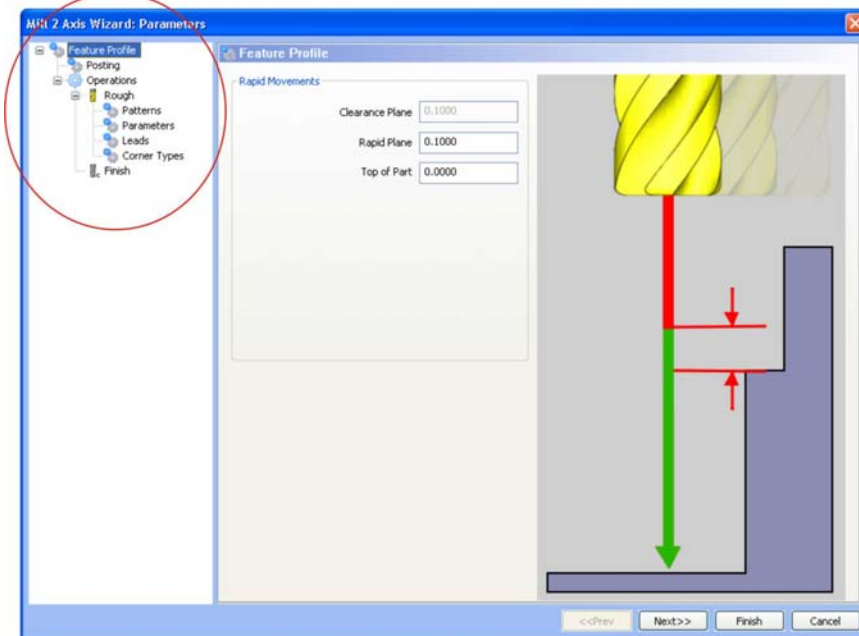 Mill 2 Axis Wizard: Parameters
Feature Profile
Posting
Operations
Rough
Patterns
Parameters
Leads
Corner Types
Finish
Feature Profile
Rapid Movements
Clearance Plane 0.1000
Rapid Plane 0.1000
Top of Part 0.0000
<<Prev Next>> Finish Cancel